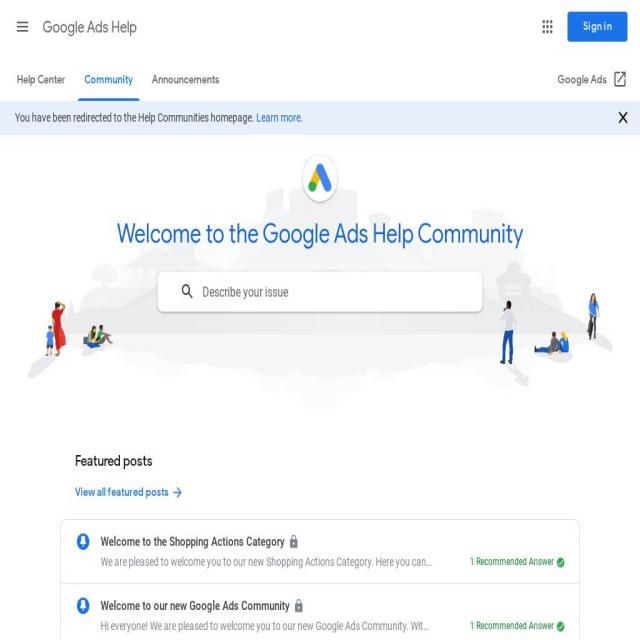 Google Ads Help
Sign in
Help Center
Community
Announcements
Google Ads
You have been redirected to the Help Communities homepage. Learn more.
Welcome to the Google Ads Help Community
Describe your issue
Featured posts
View all featured posts
Welcome to the Shopping Actions Category
We are pleased to welcome you to our new Shopping Actions Category. Here you can…
1 Recommended Answer
Welcome to our new Google Ads Community
Hi everyone! We are pleased to welcome you to our new Google Ads Community. Wit…
1 Recommended Answer